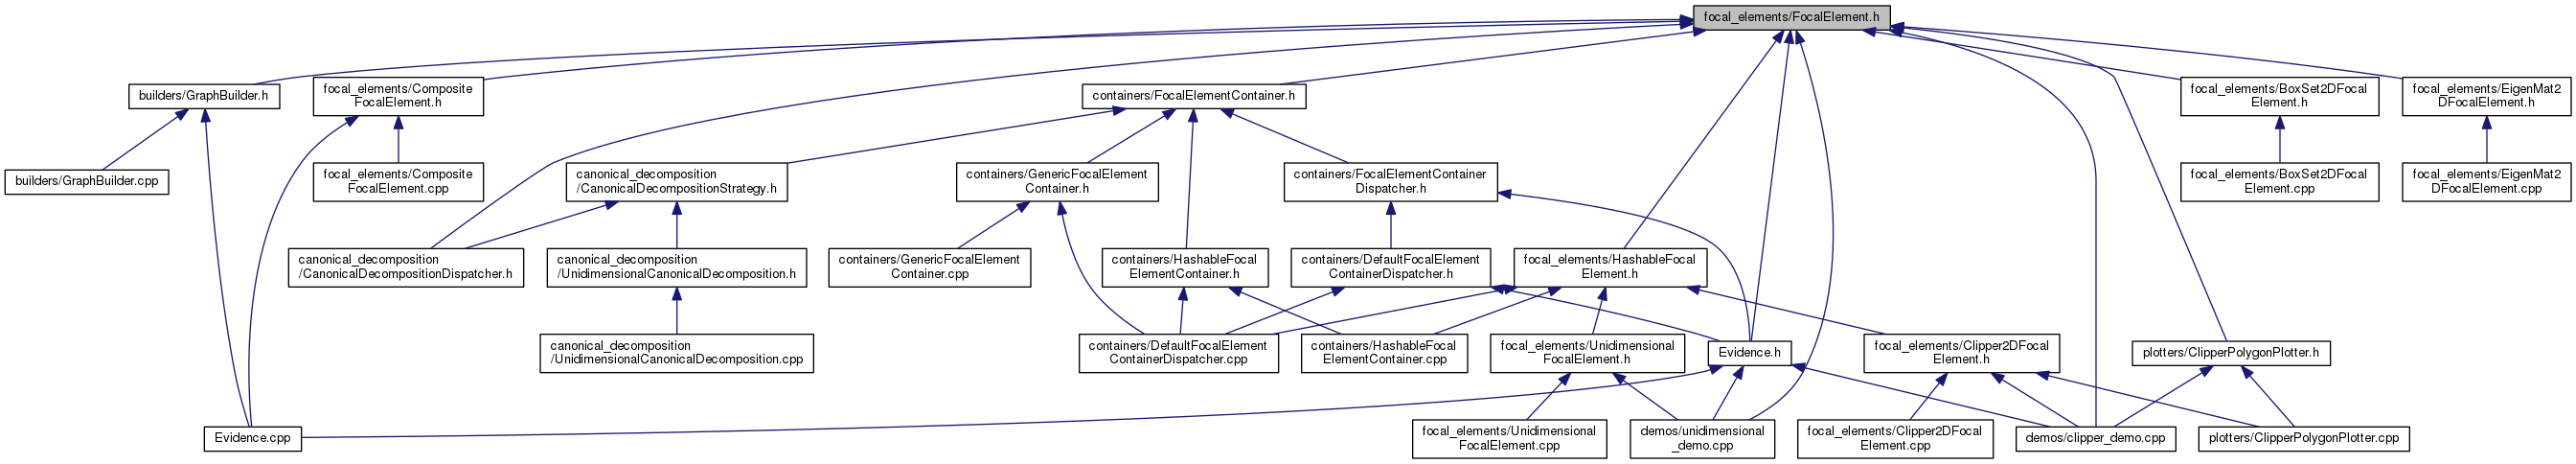 focal_elements/FocalElement.h
builders/GraphBuilder.h
focal_elements/Composite
FocalElement.h
containers/FocalElementContainer.h
focal_elements/BoxSet2DFocal
Element.h
focal_elements/EigenMat2
DFocalElement.h
builders/GraphBuilder.cpp
focal_elements/Composite
FocalElement.cpp
canonical_decomposition
/CanonicalDecompositionStrategy.h
containers/GenericFocalElement
Container.h
containers/FocalElementContainer
Dispatcher.h
focal_elements/BoxSet2DFocal
Element.cpp
focal_elements/EigenMat2
DFocalElement.cpp
canonical_decomposition
/CanonicalDecompositionDispatcher.h
canonical_decomposition
/UnidimensionalCanonicalDecomposition.h
containers/GenericFocalElement
Container.cpp
containers/HashableFocal
ElementContainer.h
containers/DefaultFocalElement
ContainerDispatcher.h
focal_elements/HashableFocal
Element.h
canonical_decomposition
/UnidimensionalCanonicalDecomposition.cpp
containers/DefaultFocalElement
ContainerDispatcher.cpp
containers/HashableFocal
ElementContainer.cpp
focal_elements/Unidimensional
FocalElement.h
Evidence.h
focal_elements/Clipper2DFocal
Element.h
plotters/ClipperPolygonPlotter.h
Evidence.cpp
focal_elements/Unidimensional
FocalElement.cpp
demos/unidimensional
_demo.cpp
focal_elements/Clipper2DFocal
Element.cpp
demos/clipper_demo.cpp
plotters/ClipperPolygonPlotter.cpp